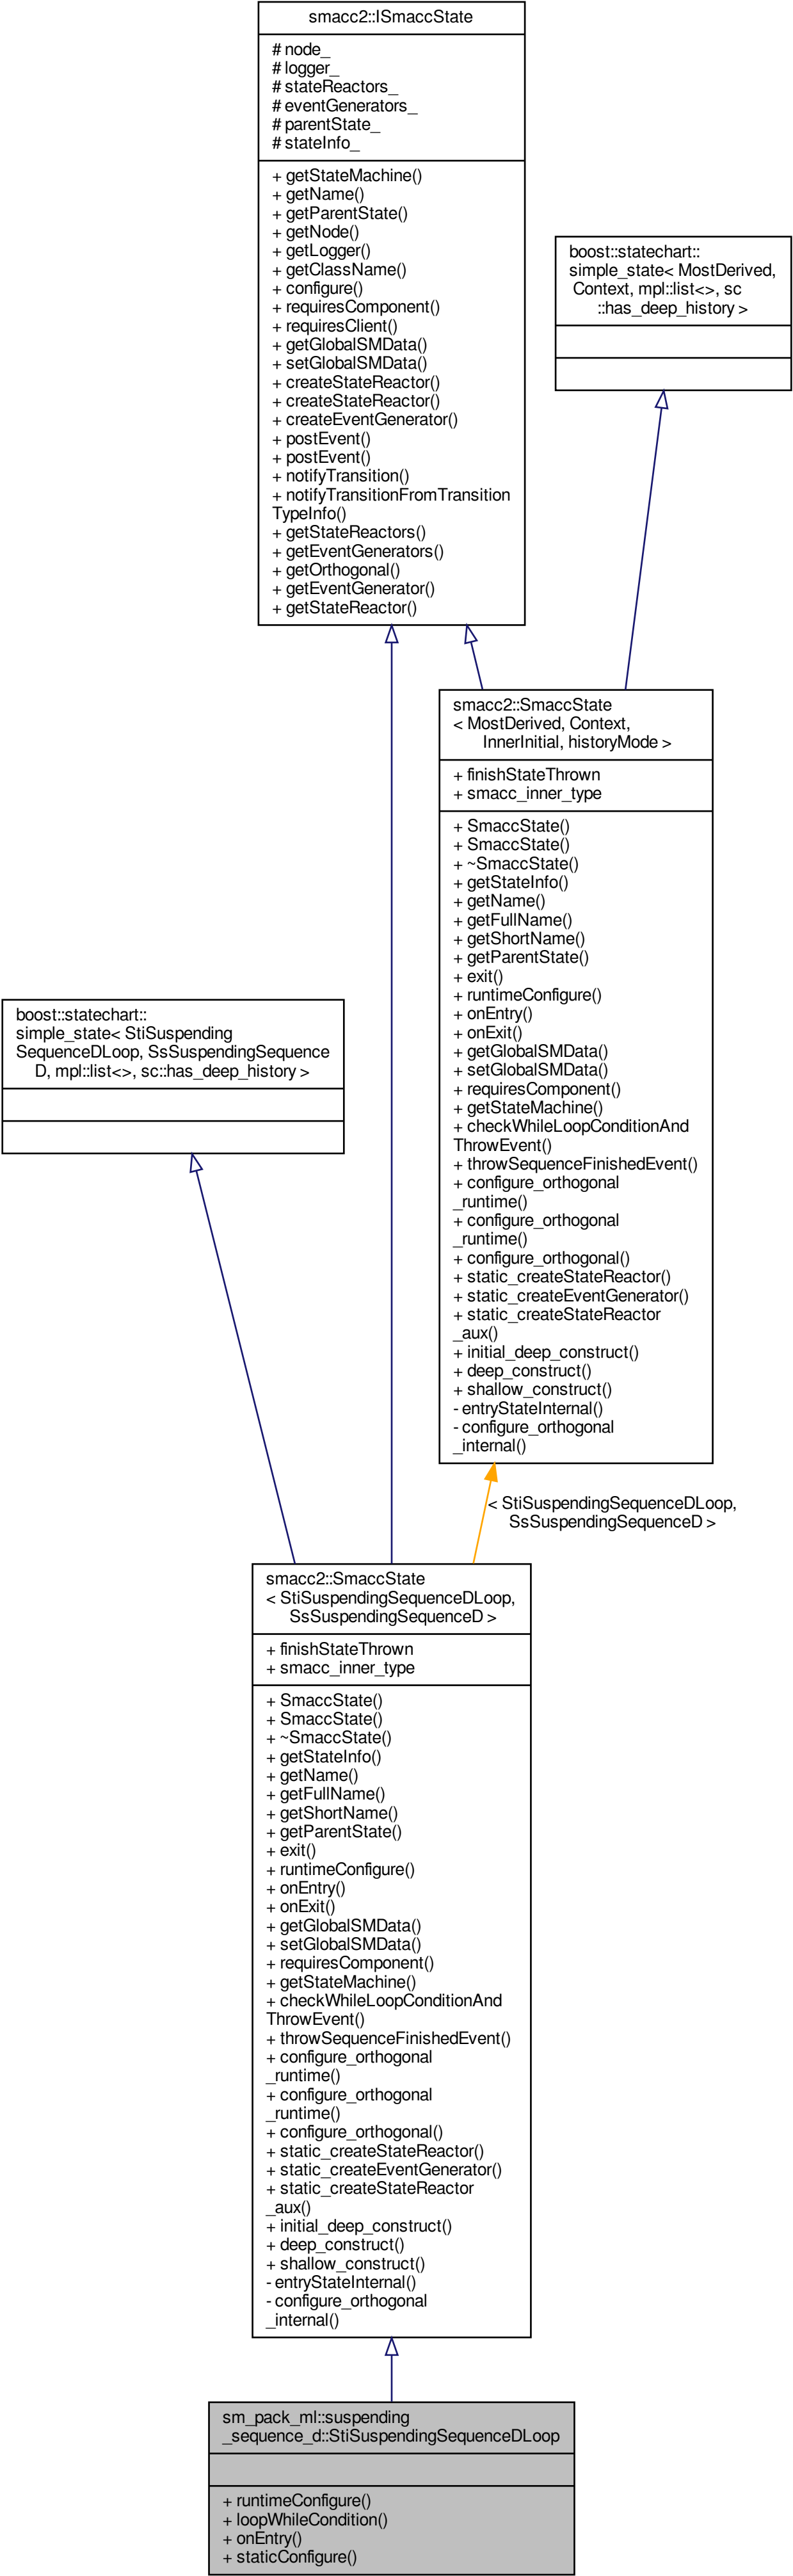 smacc2::ISmaccState
# node_
# logger_
# stateReactors_
# eventGenerators_
# parentState_
# stateInfo_
+ getStateMachine()
+ getName()
+ getParentState()
+ getNode()
+ getLogger()
+ getClassName()
+ configure()
+ requiresComponent()
+ requiresClient()
+ getGlobalSMData()
+ setGlobalSMData()
+ createStateReactor()
+ createStateReactor()
+ createEventGenerator()
+ postEvent()
+ postEvent()
+ notifyTransition()
+ notifyTransitionFromTransition
TypeInfo()
+ getStateReactors()
+ getEventGenerators()
+ getOrthogonal()
+ getEventGenerator()
+ getStateReactor()
boost::statechart::
simple_state< MostDerived,
Context, mpl::list<>, sc
::has_deep_history >
smacc2::SmaccState
< MostDerived, Context,
InnerInitial, historyMode >
+ finishStateThrown
+ smacc_inner_type
+ SmaccState()
+ SmaccState()
+ ~SmaccState()
+ getStateInfo()
+ getName()
+ getFullName()
+ getShortName()
+ getParentState()
+ exit()
+ runtimeConfigure()
+ onEntry()
+ onExit()
+ getGlobalSMData()
+ setGlobalSMData()
+ requiresComponent()
+ getStateMachine()
+ checkWhileLoopConditionAnd
ThrowEvent()
+ throwSequenceFinishedEvent()
+ configure_orthogonal
_runtime()
+ configure_orthogonal
_runtime()
+ configure_orthogonal()
+ static_createStateReactor()
+ static_createEventGenerator()
+ static_createStateReactor
_aux()
+ initial_deep_construct()
+ deep_construct()
+ shallow_construct()
- entryStateInternal()
- configure_orthogonal
_internal()
boost::statechart::
simple_state< StiSuspending
SequenceDLoop, SsSuspendingSequence
D, mpl::list<>, sc::has_deep_history >
< StiSuspendingSequenceDLoop,
SsSuspendingSequenceD >
smacc2::SmaccState
< StiSuspendingSequenceDLoop,
SsSuspendingSequenceD >
+ finishStateThrown
+ smacc_inner_type
+ SmaccState()
+ SmaccState()
+ ~SmaccState()
+ getStateInfo()
+ getName()
+ getFullName()
+ getShortName()
+ getParentState()
+ exit()
+ runtimeConfigure()
+ onEntry()
+ onExit()
+ getGlobalSMData()
+ setGlobalSMData()
+ requiresComponent()
+ getStateMachine()
+ checkWhileLoopConditionAnd
ThrowEvent()
+ throwSequenceFinishedEvent()
+ configure_orthogonal
_runtime()
+ configure_orthogonal
_runtime()
+ configure_orthogonal()
+ static_createStateReactor()
+ static_createEventGenerator()
+ static_createStateReactor
_aux()
+ initial_deep_construct()
+ deep_construct()
+ shallow_construct()
- entryStateInternal()
- configure_orthogonal
_internal()
sm_pack_ml::suspending
_sequence_d::StiSuspendingSequenceDLoop
+ runtimeConfigure()
+ loopWhileCondition()
+ onEntry()
+ staticConfigure()